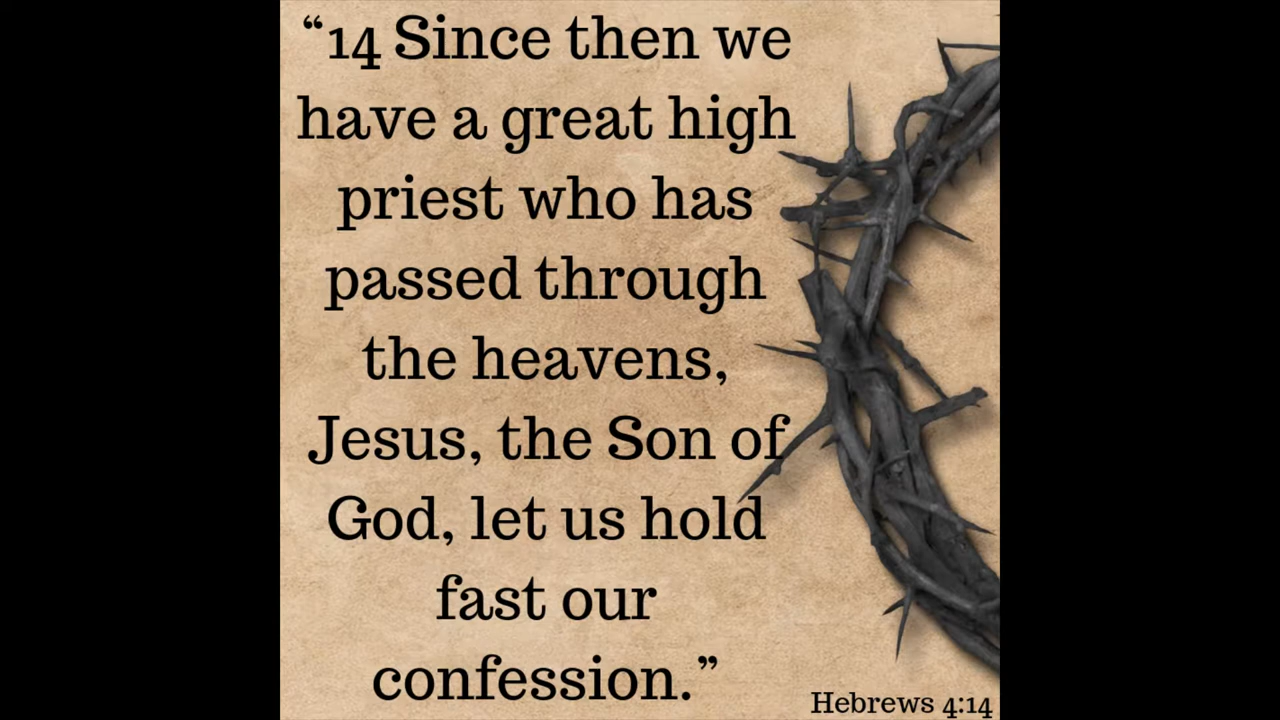 “14 Since then we
have a great high
priest who has
passed through
the heavens,
Jesus, the Son of
God, let us hold
fast our
confession.”
Hebrews 4:14